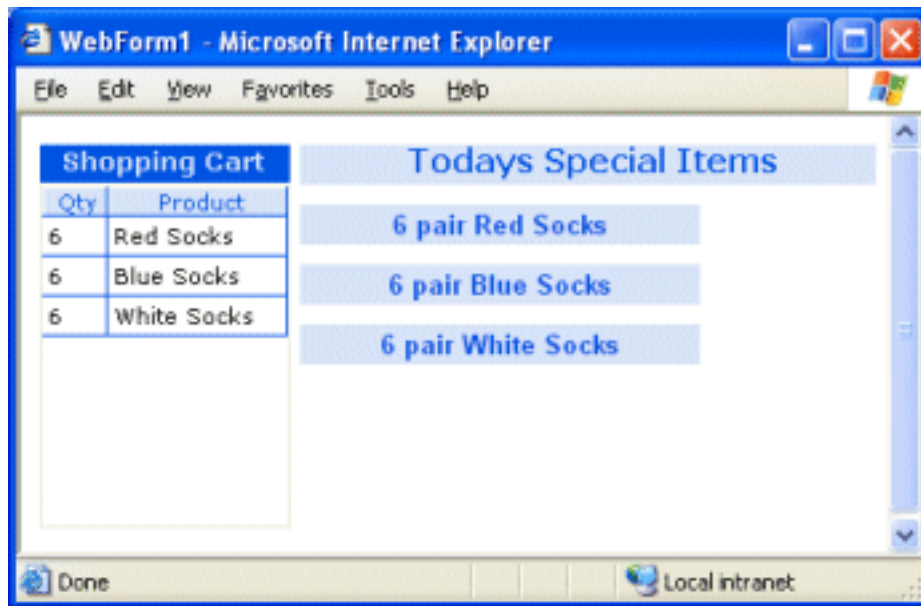 WebForm1 - Microsoft Internet Explorer
File Edit View Favorites Tools Help
Shopping Cart
Qty Product
6 Red Socks
6 Blue Socks
6 White Socks
Todays Special Items
6 pair Red Socks
6 pair Blue Socks
6 pair White Socks
Done
Local intranet